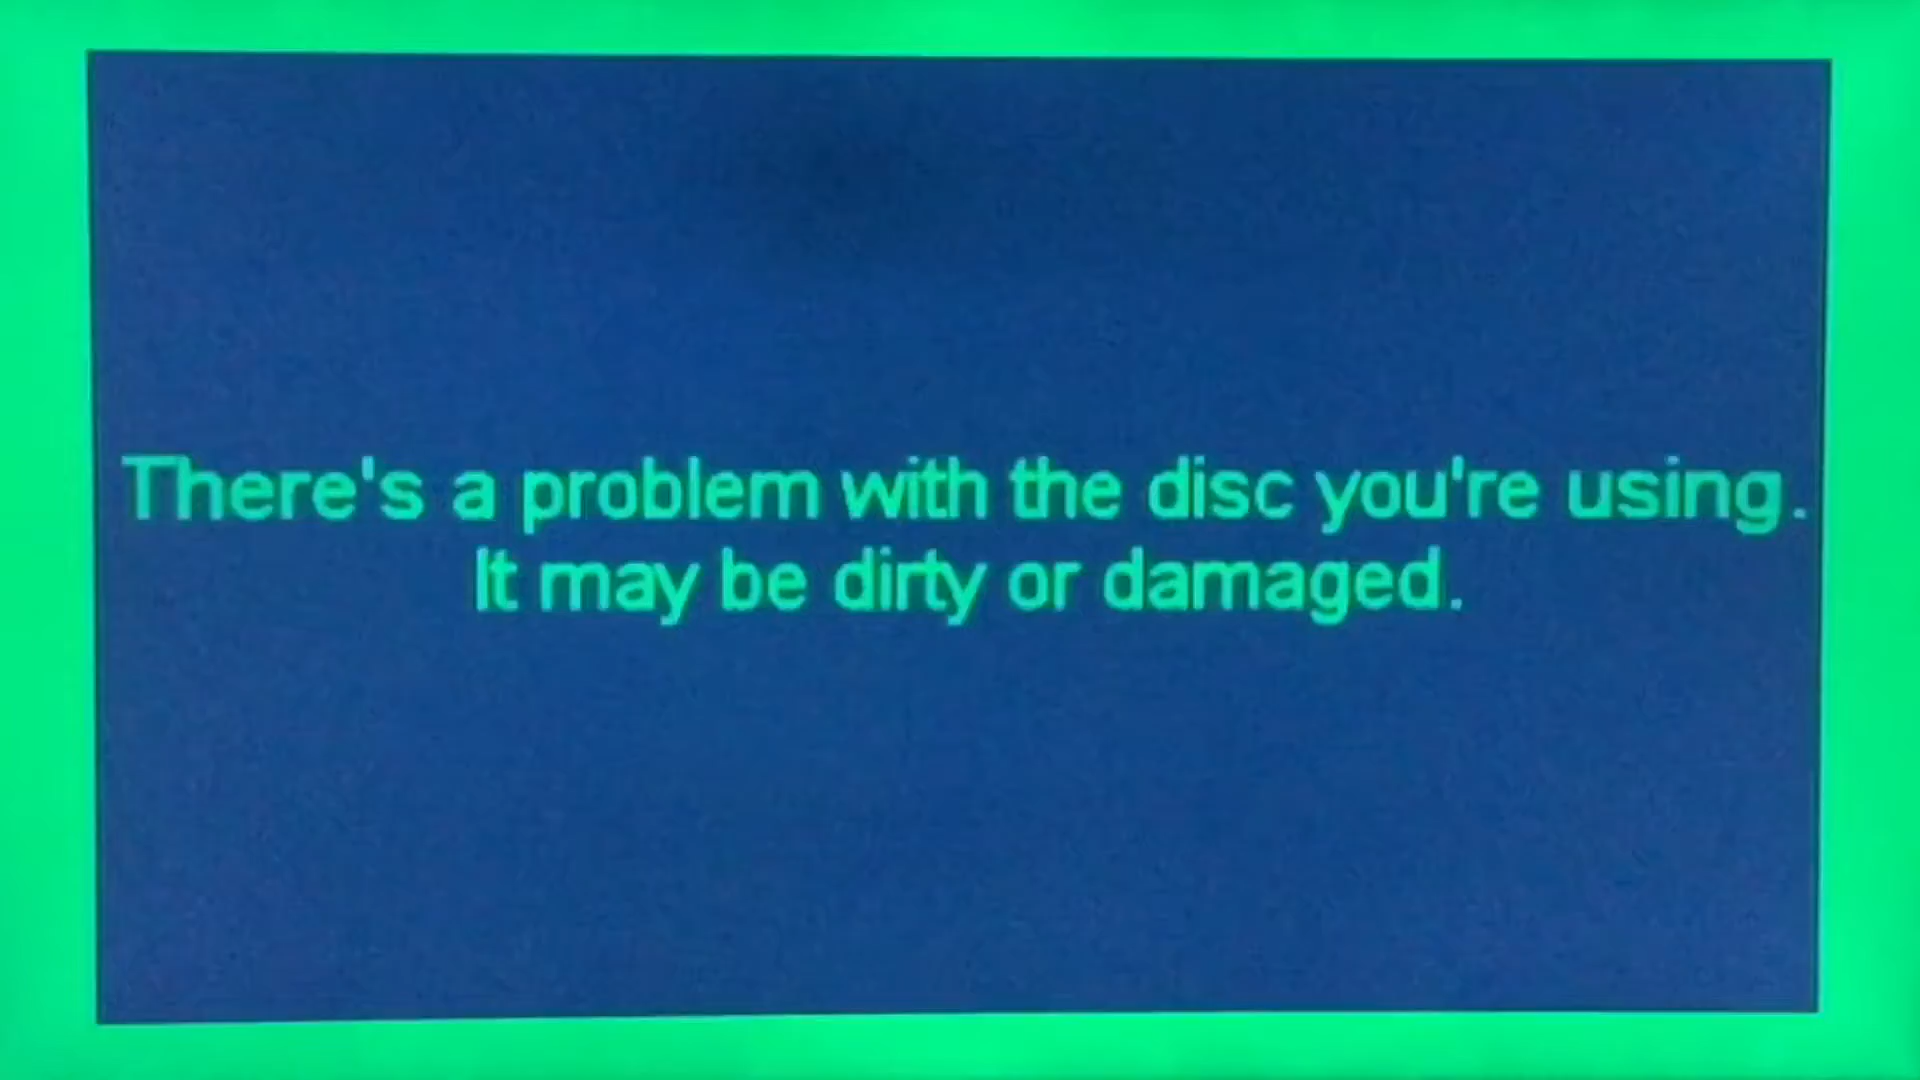 There's a problem with the disc you're using.
It may be dirty or damaged.